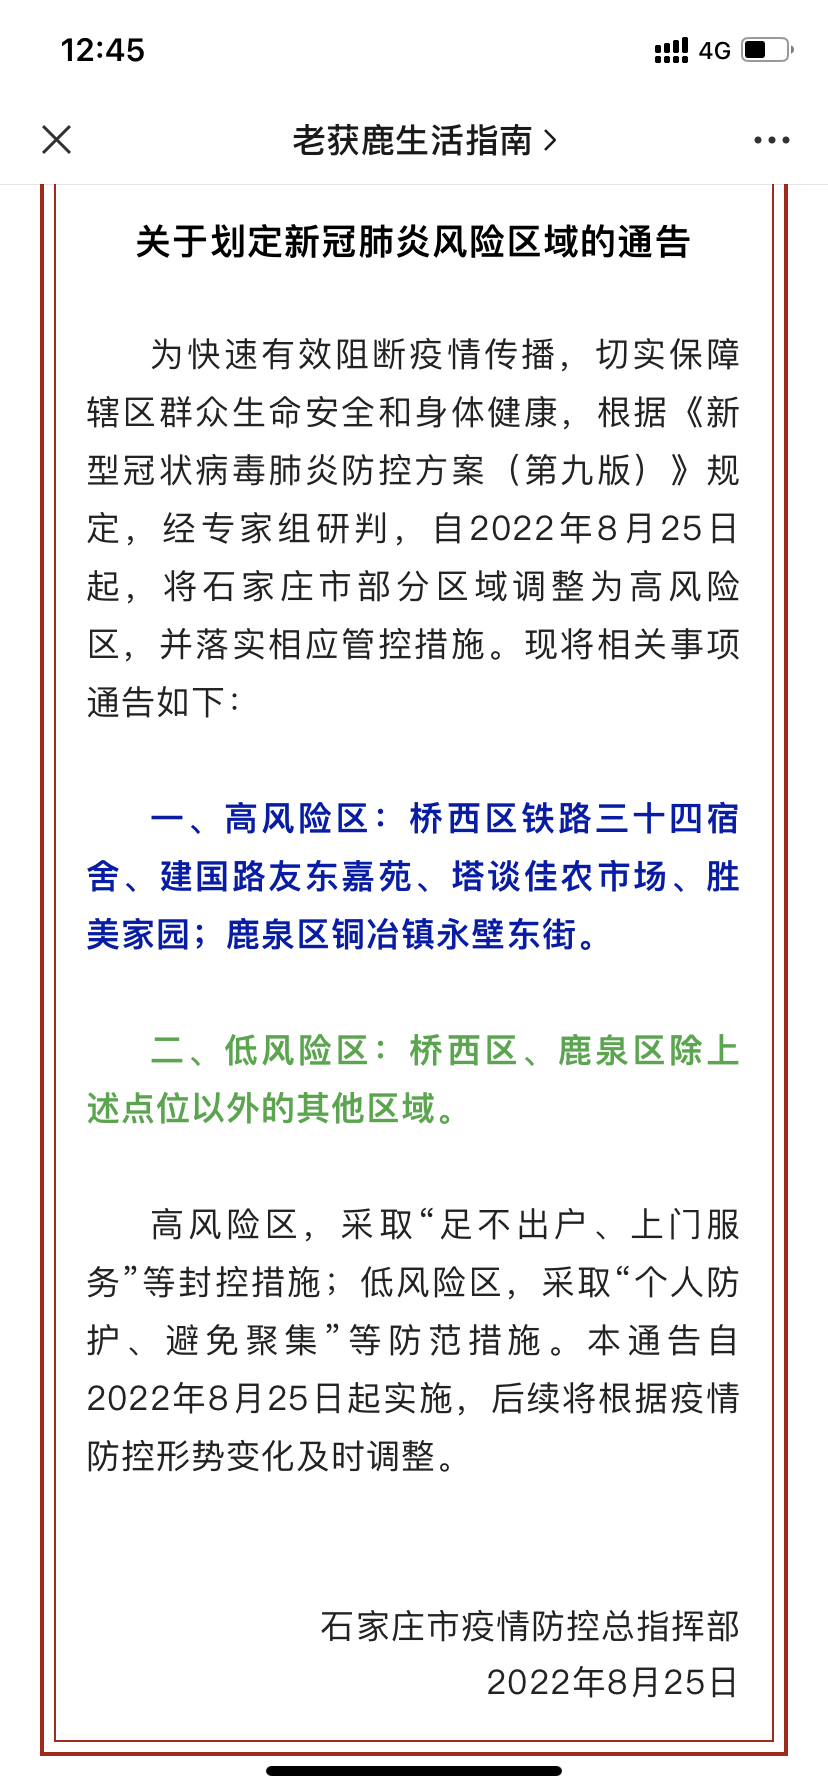 12:45
4G
老获鹿生活指南
关于划定新冠肺炎风险区域的通告
为快速有效阻断疫情传播，切实保障
辖区群众生命安全和身体健康，根据《新
型冠状病毒肺炎防控方案（第九版）》规
定，经专家组研判，自2022年8月25日
起，将石家庄市部分区域调整为高风险
区，并落实相应管控措施。现将相关事项
通告如下：
一、高风险区：桥西区铁路三十四宿
舍、建国路友东嘉苑、塔谈佳农市场、胜
美家园；鹿泉区铜冶镇永壁东街。
二、低风险区：桥西区、鹿泉区除上
述点位以外的其他区域。
高风险区，采取“足不出户、上门服
务”等封控措施；低风险区，采取“个人防
护、避免聚集”等防范措施。本通告自
2022年8月25日起实施，后续将根据疫情
防控形势变化及时调整。
石家庄市疫情防控总指挥部
2022年8月25日